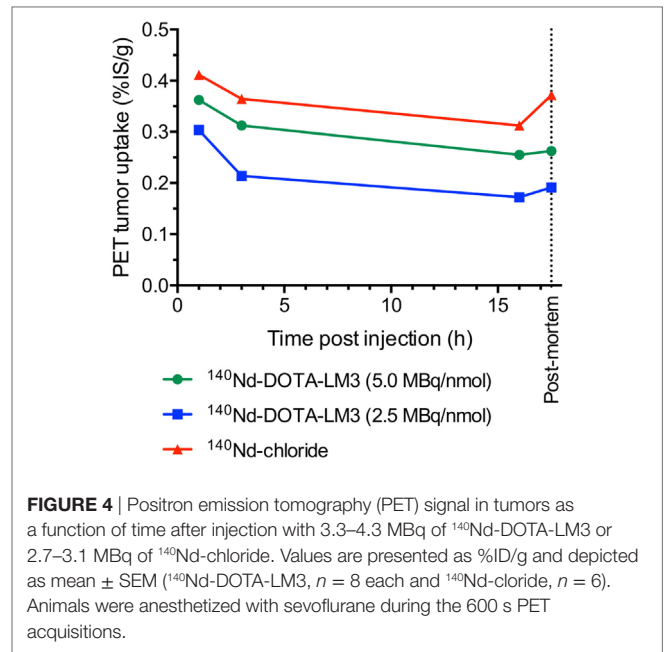 0.5
0.4
0.3
0.2
0.1
0.0
PET tumor uptake (%IS/g)
0
5
10
15
Time post injection (h)
Post-mortem
¹⁴⁰Nd-DOTA-LM3 (5.0 MBq/nmol)
¹⁴⁰Nd-DOTA-LM3 (2.5 MBq/nmol)
¹⁴⁰Nd-chloride
FIGURE 4 | Positron emission tomography (PET) signal in tumors as
a function of time after injection with 3.3–4.3 MBq of ¹⁴⁰Nd-DOTA-LM3 or
2.7–3.1 MBq of ¹⁴⁰Nd-chloride. Values are presented as %ID/g and depicted
as mean ± SEM (¹⁴⁰Nd-DOTA-LM3, n = 8 each and ¹⁴⁰Nd-cloride, n = 6).
Animals were anesthetized with sevoflurane during the 600 s PET
acquisitions.